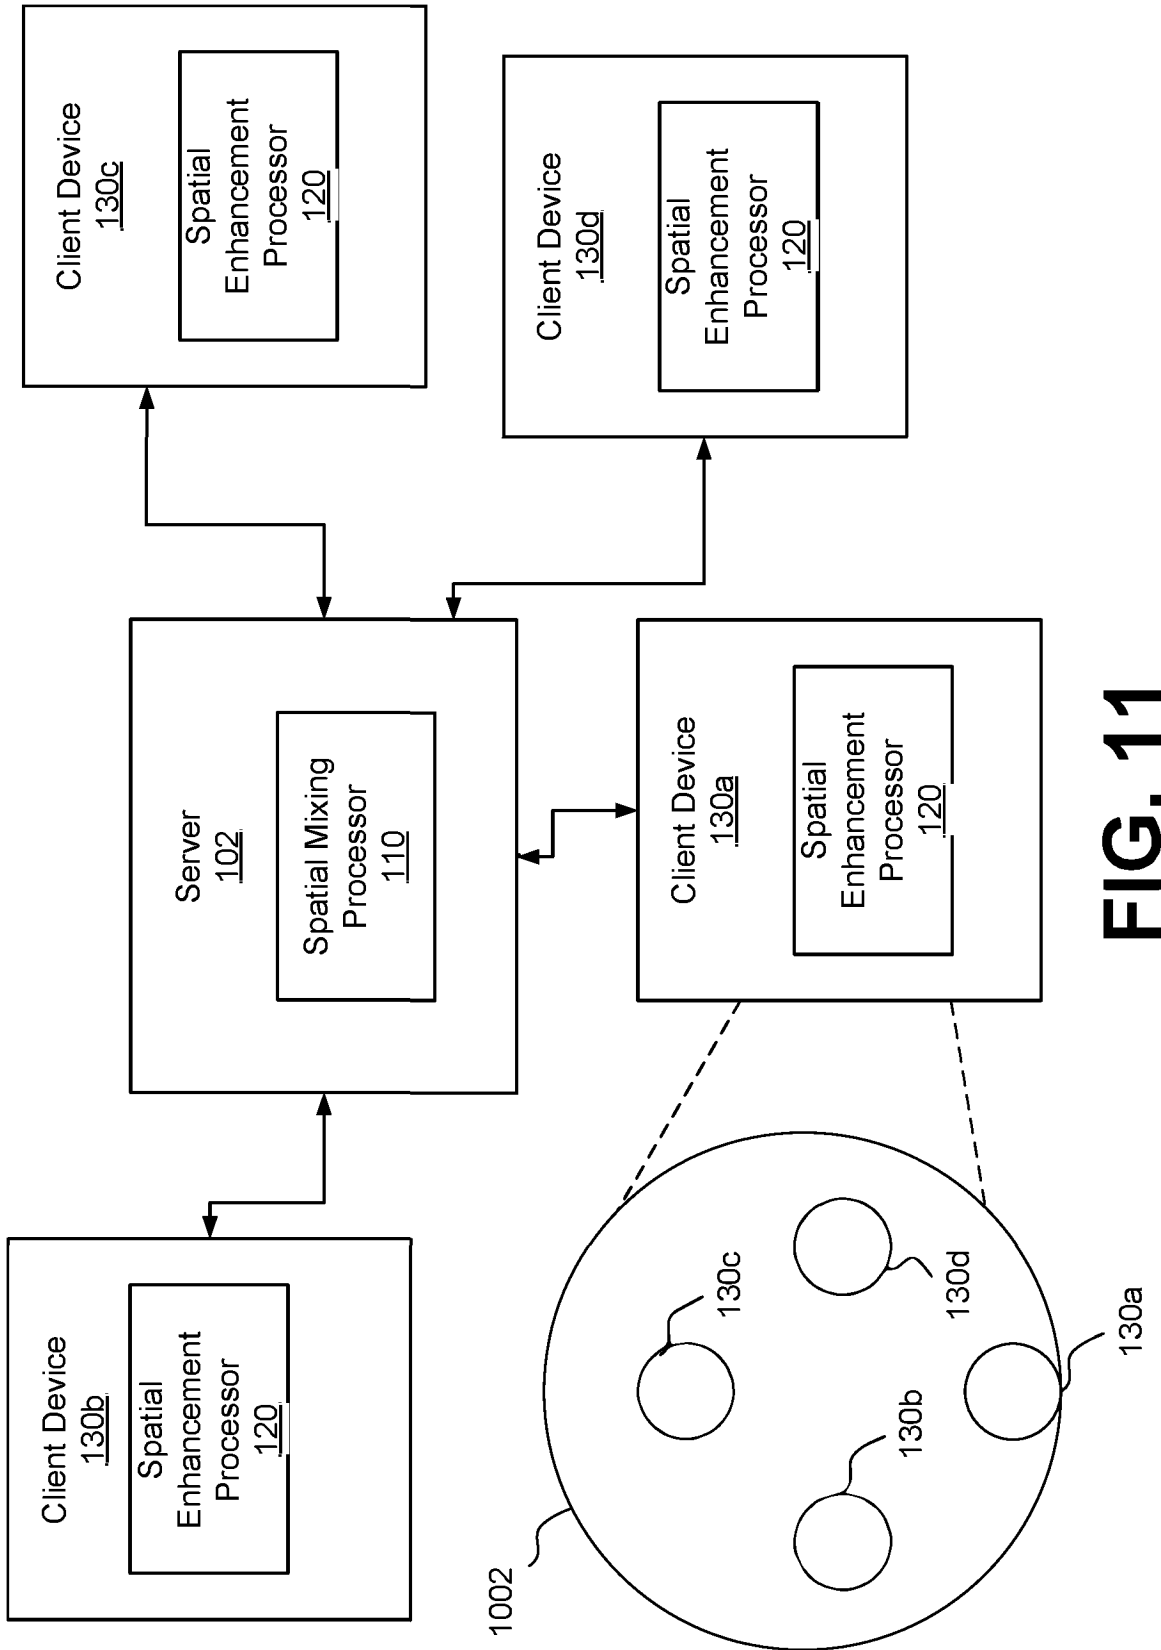 Client Device
130b
Spatial
Enhancement
Processor
120
Server
102
Spatial Mixing
Processor
110
Client Device
130c
Spatial
Enhancement
Processor
120
Client Device
130d
Spatial
Enhancement
Processor
120
Client Device
130a
Spatial
Enhancement
Processor
120
1002
130c
130b
130d
130a
FIG. 11